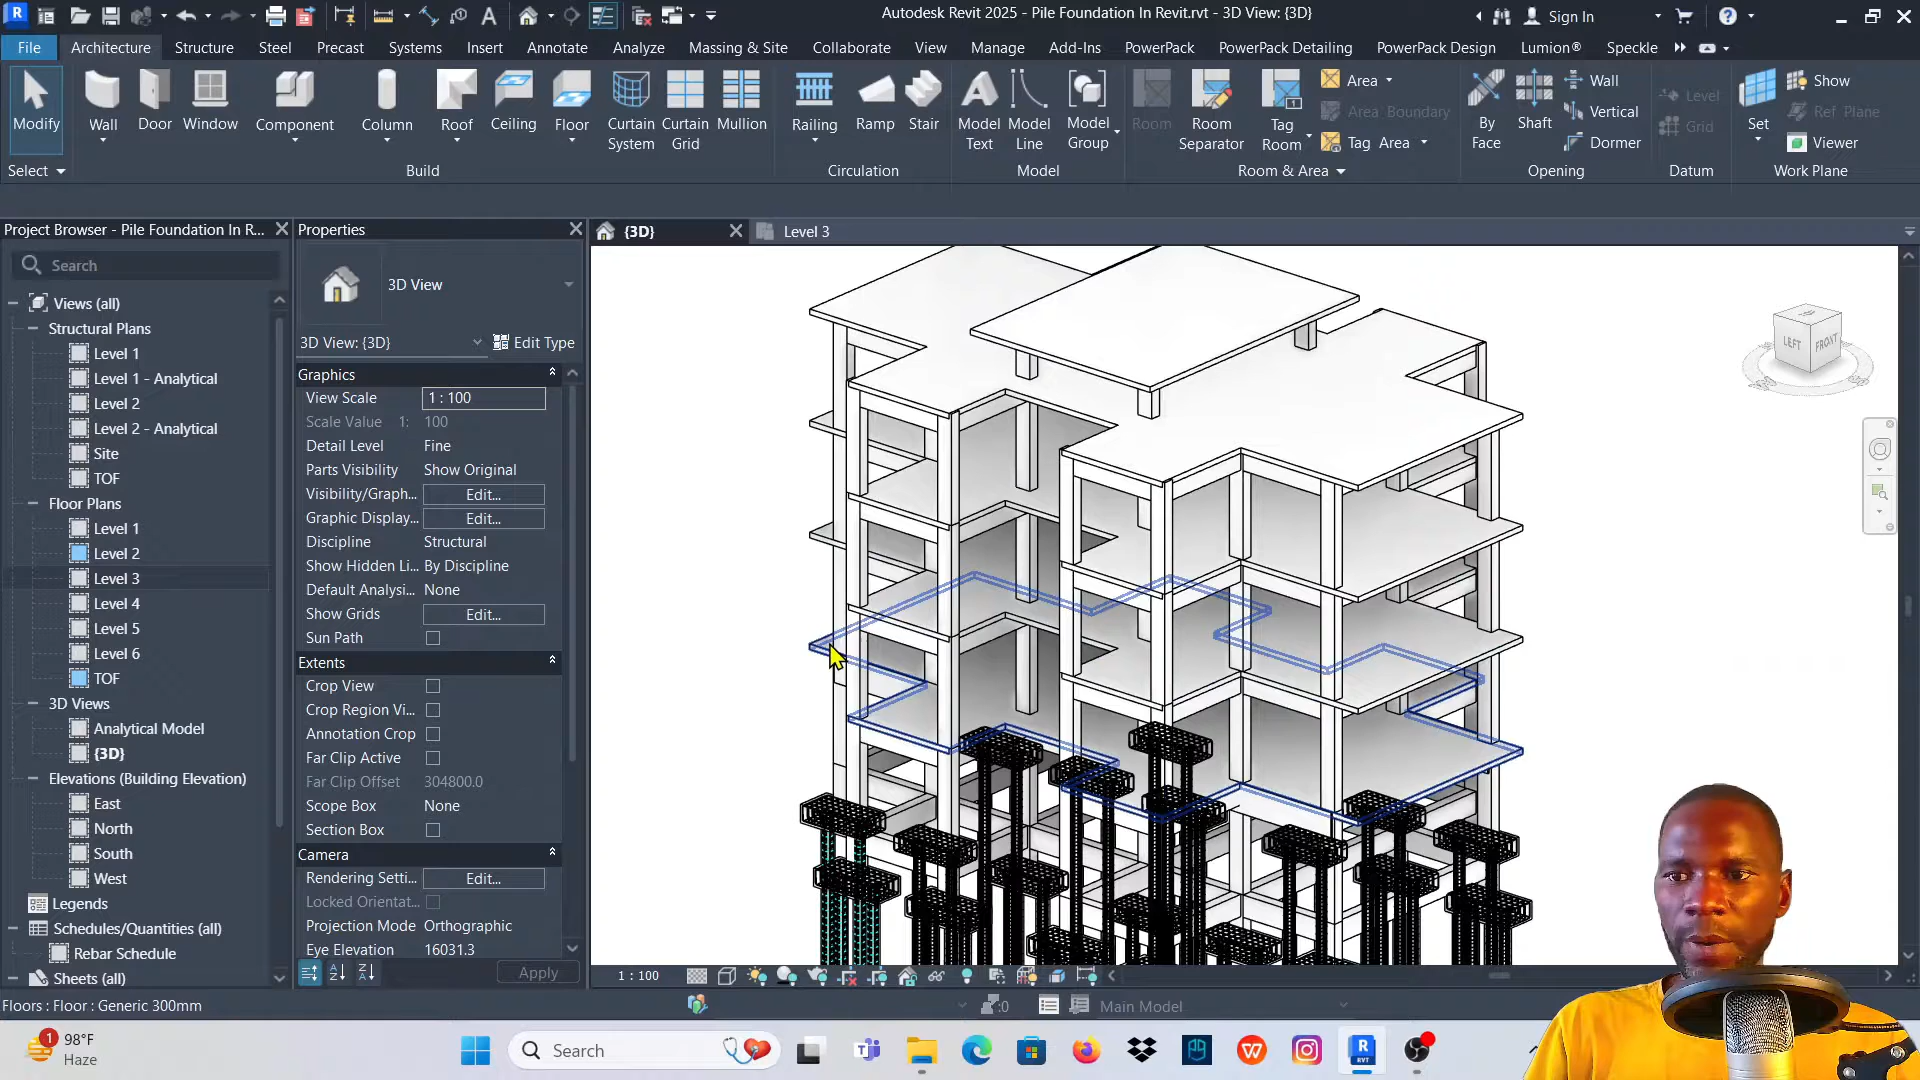 Autodesk Revit 2025 - Pile Foundation In Revit.rvt - 3D View: {3D}
Sign In
File Architecture Structure Steel Precast Systems Insert Annotate Analyze Massing & Site Collaborate View Manage Add-Ins PowerPack PowerPack Detailing PowerPack Design Lumion® Speckle
Modify Wall Door Window Component Column Roof Ceiling Floor Curtain System Curtain Grid Mullion Railing Ramp Stair Model Text Model Line Model Group Room Room Separator Tag Room
Area
Area Boundary
Tag Area
By Face Shaft
Wall
Vertical
Dormer
Level
Grid
Set
Show
Ref Plane
Viewer
Select Build Circulation Model Room & Area Opening Datum Work Plane
Project Browser - Pile Foundation In R...
Search
Views (all)
Structural Plans
Level 1
Level 1 - Analytical
Level 2
Level 2 - Analytical
Site
TOF
Floor Plans
Level 1
Level 2
Level 3
Level 4
Level 5
Level 6
TOF
3D Views
Analytical Model
{3D}
Elevations (Building Elevation)
East
North
South
West
Legends
Schedules/Quantities (all)
Rebar Schedule
Sheets (all)
Properties
3D View
3D View: {3D} Edit Type
Graphics
View Scale 1 : 100
Scale Value 1: 100
Detail Level Fine
Parts Visibility Show Original
Visibility/Graph... Edit...
Graphic Display... Edit...
Discipline Structural
Show Hidden Li... By Discipline
Default Analysi... None
Show Grids Edit...
Sun Path
Extents
Crop View
Crop Region Vi...
Annotation Crop
Far Clip Active
Far Clip Offset 304800.0
Scope Box None
Section Box
Camera
Rendering Setti... Edit...
Locked Orientat...
Projection Mode Orthographic
Eye Elevation 16031.3
Apply
{3D} Level 3
LEFT FRONT
1 : 100
Floors : Floor : Generic 300mm
:0 Main Model
1
98°F
Haze
Search